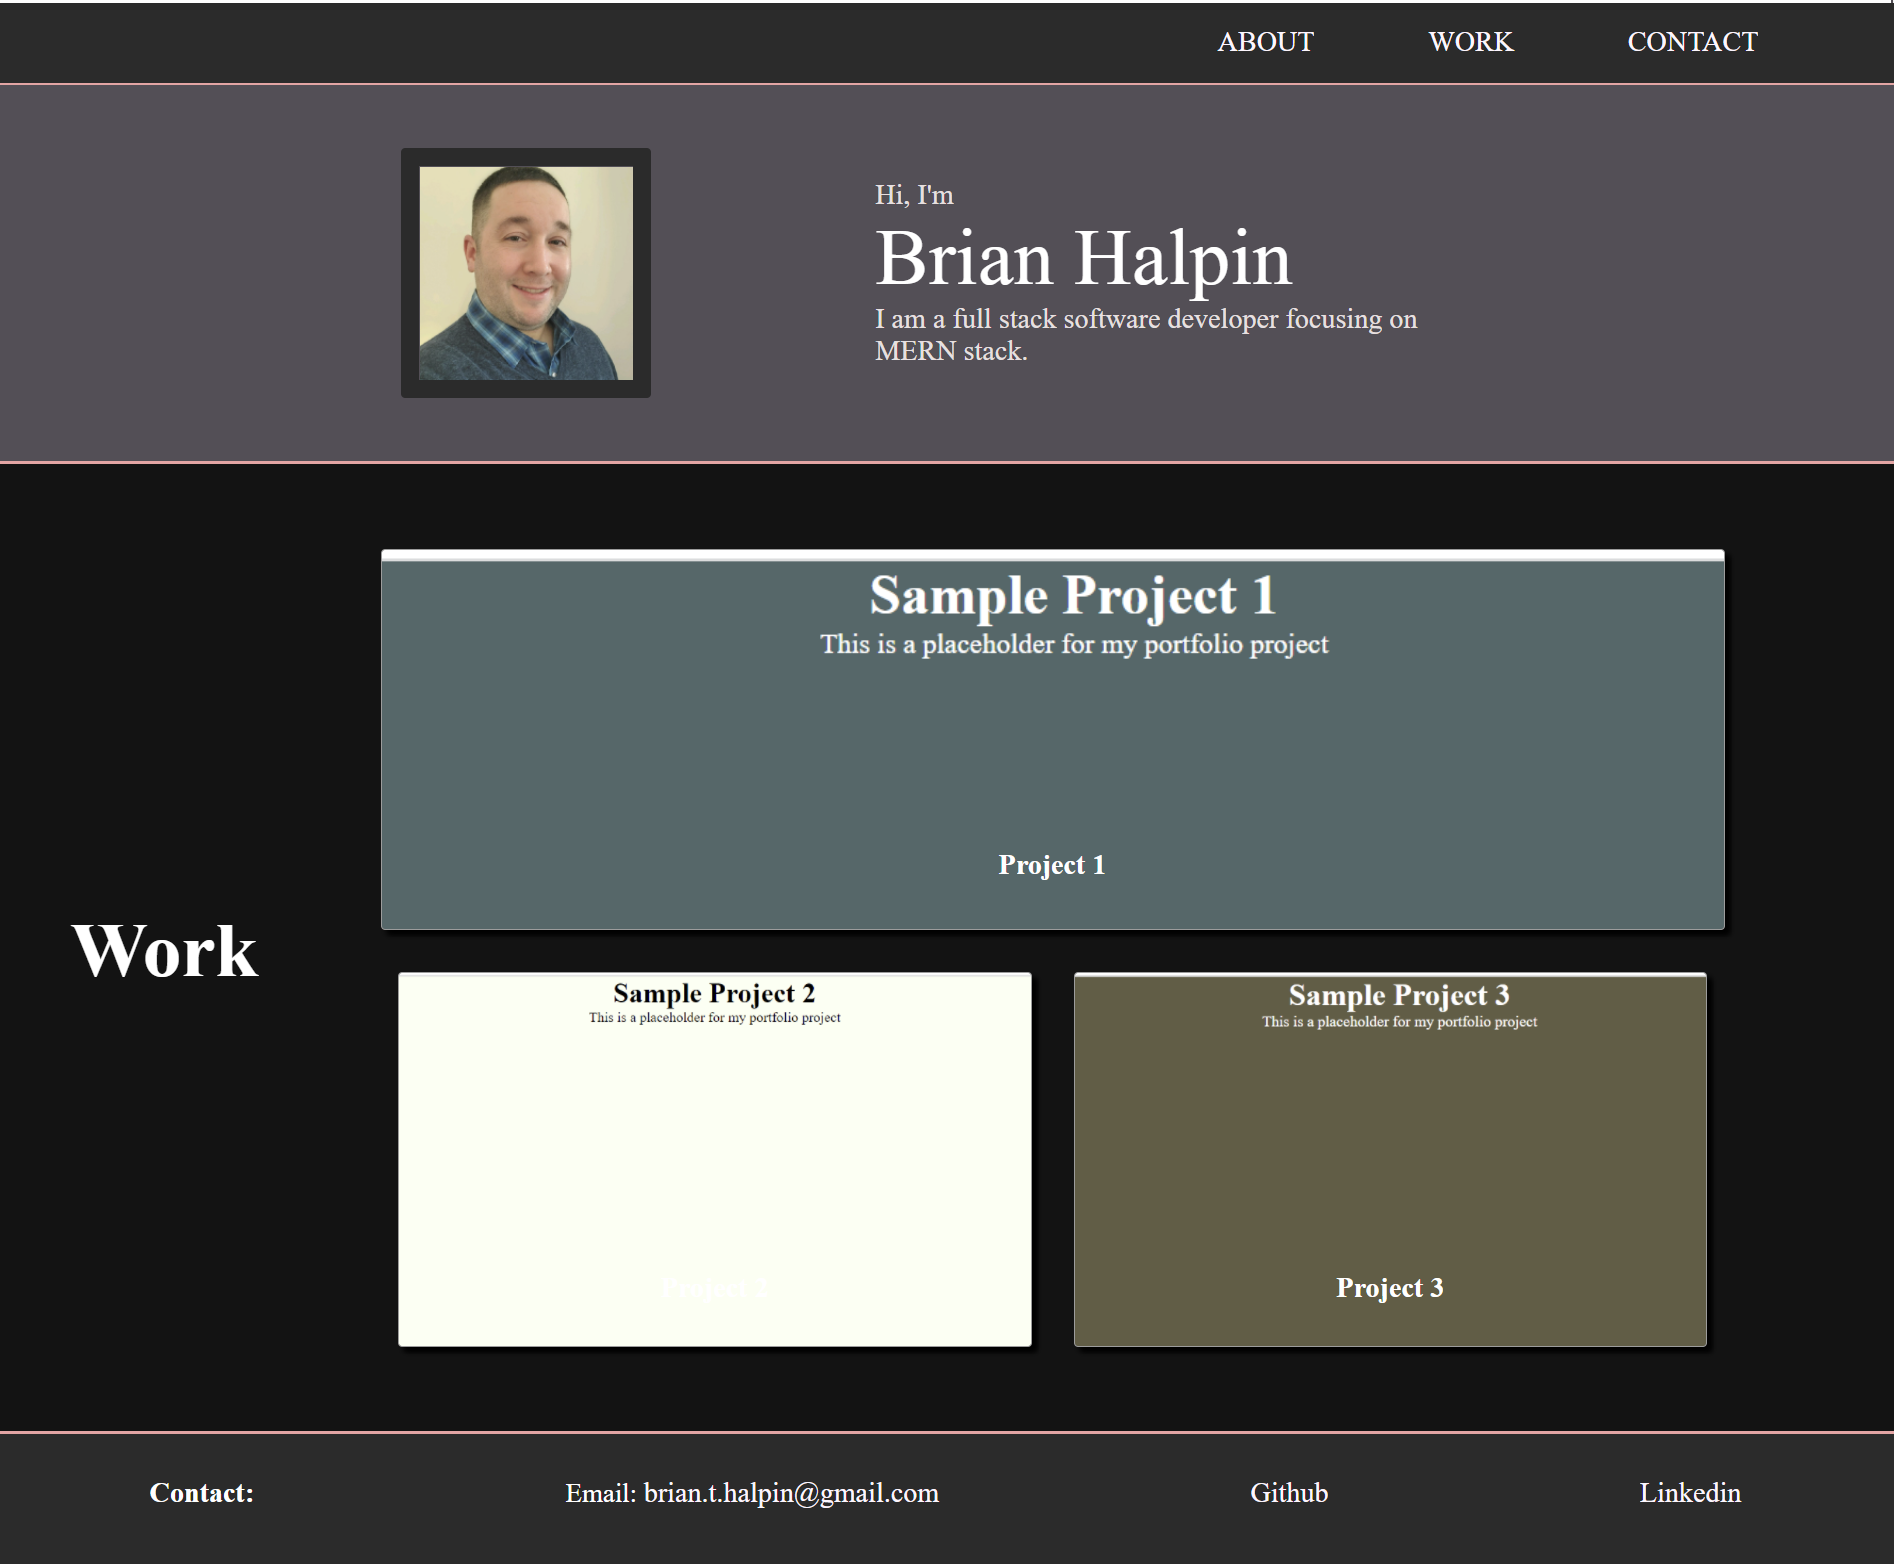 ABOUT WORK CONTACT
Hi, I'm
Brian Halpin
I am a full stack software developer focusing on
MERN stack.
Sample Project 1
This is a placeholder for my portfolio project
Project 1
Work
Sample Project 2
This is a placeholder for my portfolio project
Sample Project 3
This is a placeholder for my portfolio project
Project 3
Contact: Email: brian.t.halpin@gmail.com Github Linkedin